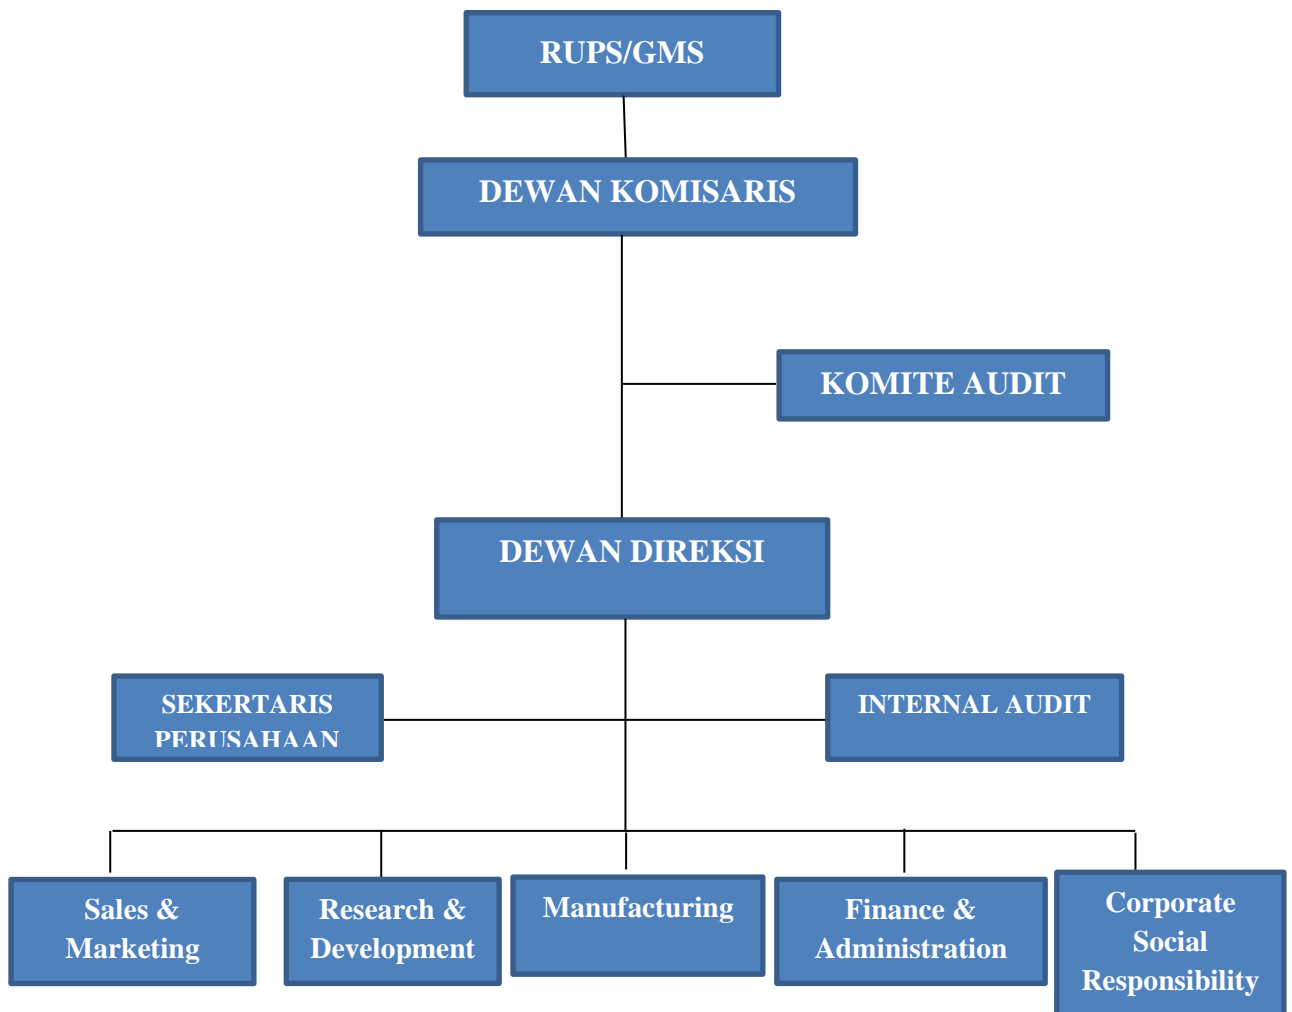 RUPS/GMS
DEWAN KOMISARIS
KOMITE AUDIT
DEWAN DIREKSI
SEKERTARIS
PERUSAHAAN
INTERNAL AUDIT
Sales &
Marketing
Research &
Development
Manufacturing
Finance &
Administration
Corporate
Social
Responsibility